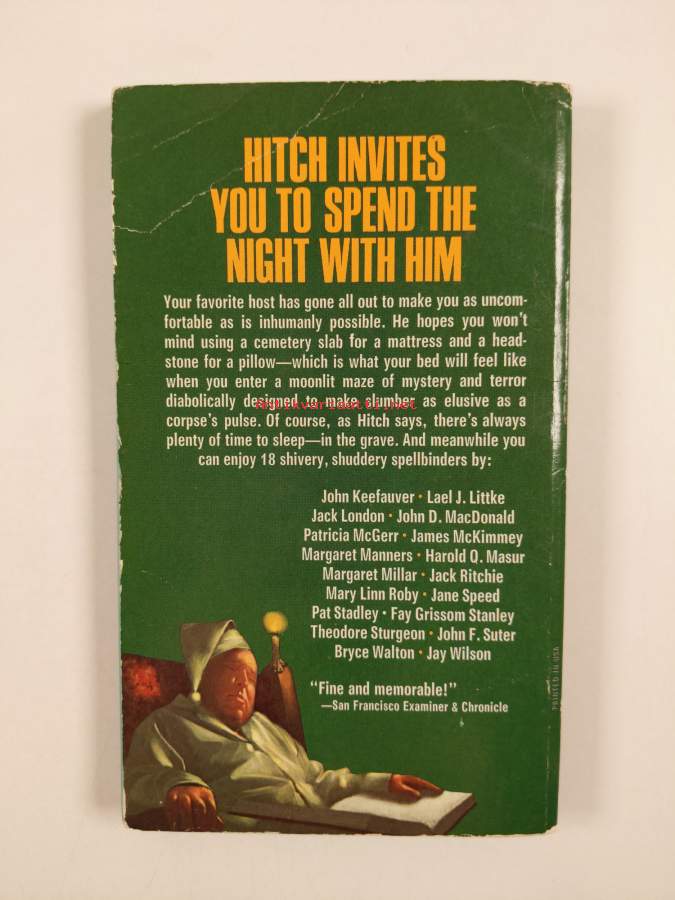 HITCH INVITES
YOU TO SPEND THE
NIGHT WITH HIM
Your favorite host has gone all out to make you as uncom-
fortable as is inhumanly possible. He hopes you won't
mind using a cemetery slab for a mattress and a head-
stone for a pillow—which is what your bed will feel like
when you enter a moonlit maze of mystery and terror
diabolically designed to make slumber as elusive as a
antikvariaatti.net
corpse's pulse. Of course, as Hitch says, there's always
plenty of time to sleep—in the grave. And meanwhile you
can enjoy 18 shivery, shuddery spellbinders by:
John Keefauver • Lael J. Littke
Jack London • John D. MacDonald
Patricia McGerr • James McKimmey
Margaret Manners • Harold Q. Masur
Margaret Millar • Jack Ritchie
Mary Linn Roby • Jane Speed
Pat Stadley • Fay Grissom Stanley
Theodore Sturgeon • John F. Suter
Bryce Walton • Jay Wilson
"Fine and memorable!"
—San Francisco Examiner & Chronicle
PRINTED IN USA